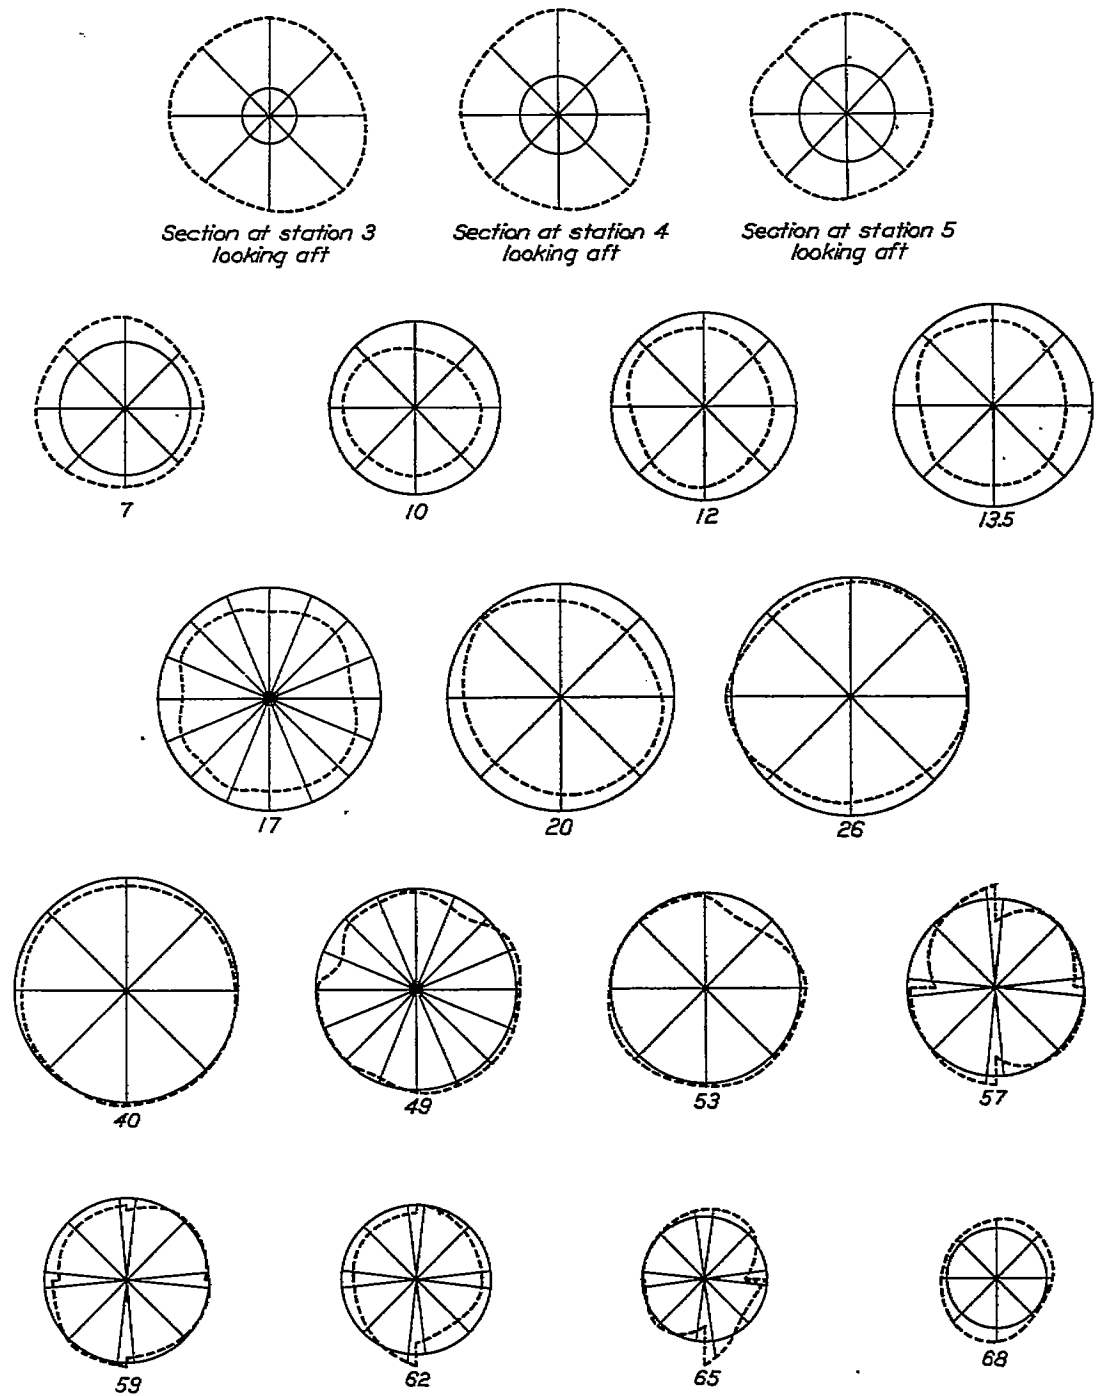 Section at station 3
looking aft
Section at station 4
looking aft
Section at station 5
looking aft
7
10
12
13.5
17
20
26
40
49
53
57
59
62
65
68